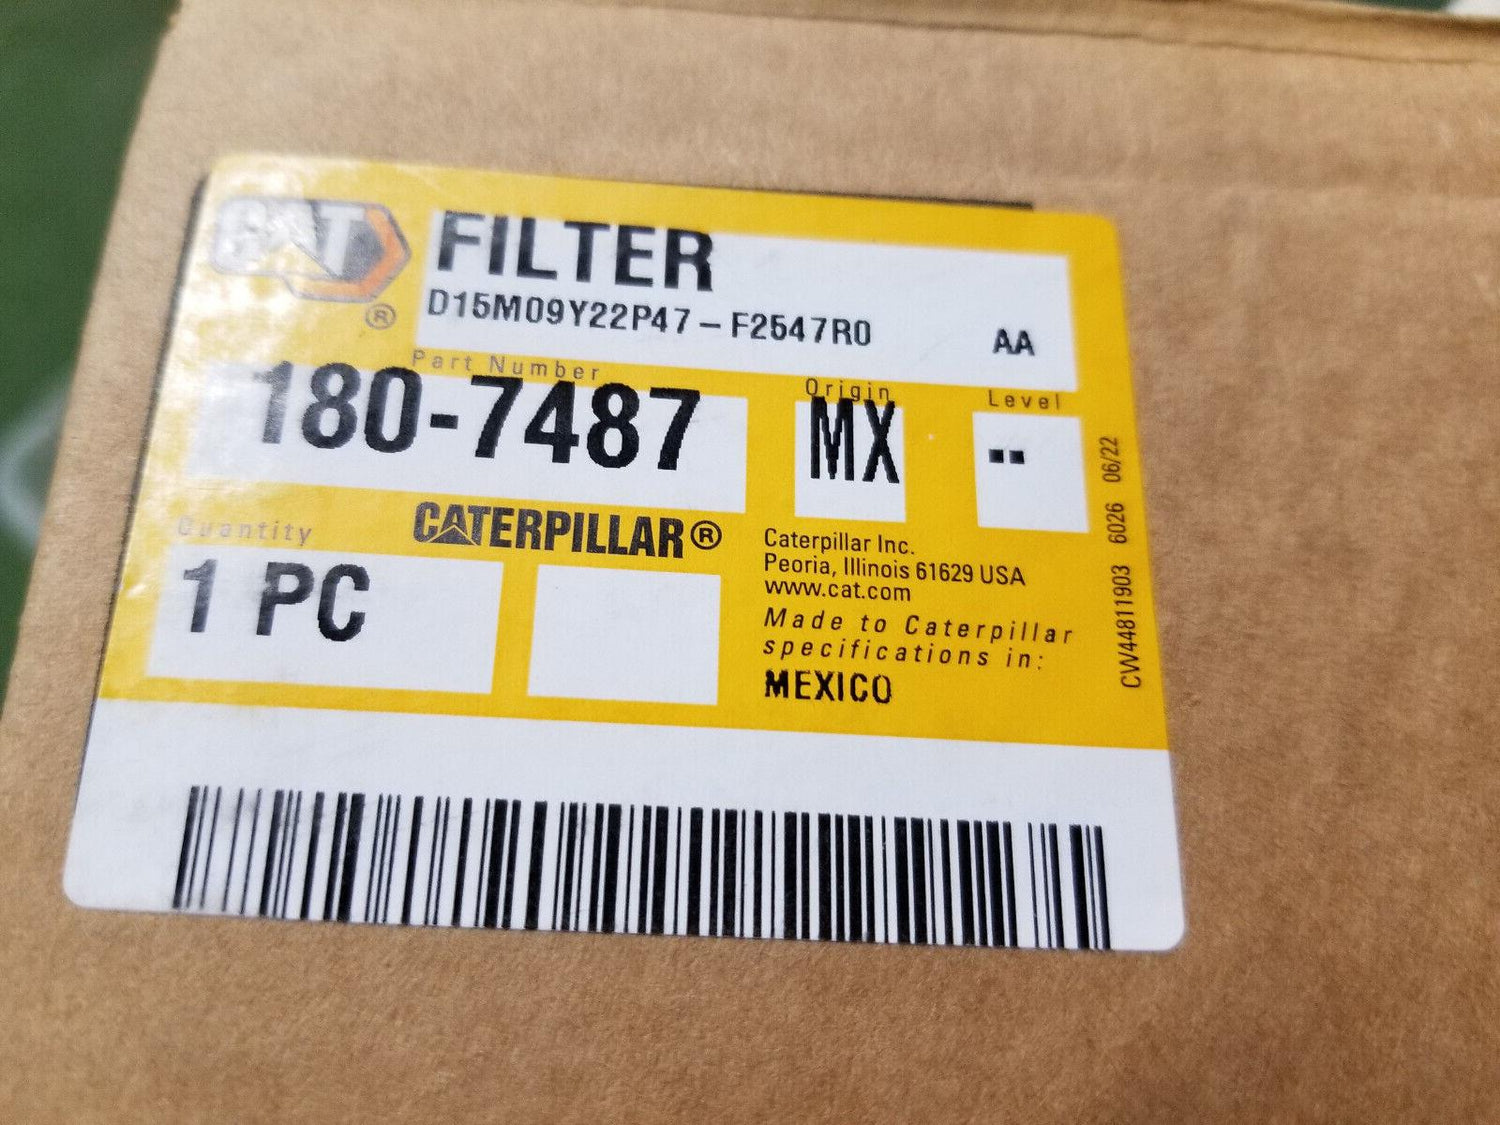 CAT
®
FILTER
D15M09Y22P47 – F2547R0
AA
Part Number
180-7487
Origin
MX
Level
--
Quantity
1 PC
CATERPILLAR®
Caterpillar Inc.
Peoria, Illinois 61629 USA
www.cat.com
Made to Caterpillar
specifications in:
MEXICO
CW44811903 6026 06/22